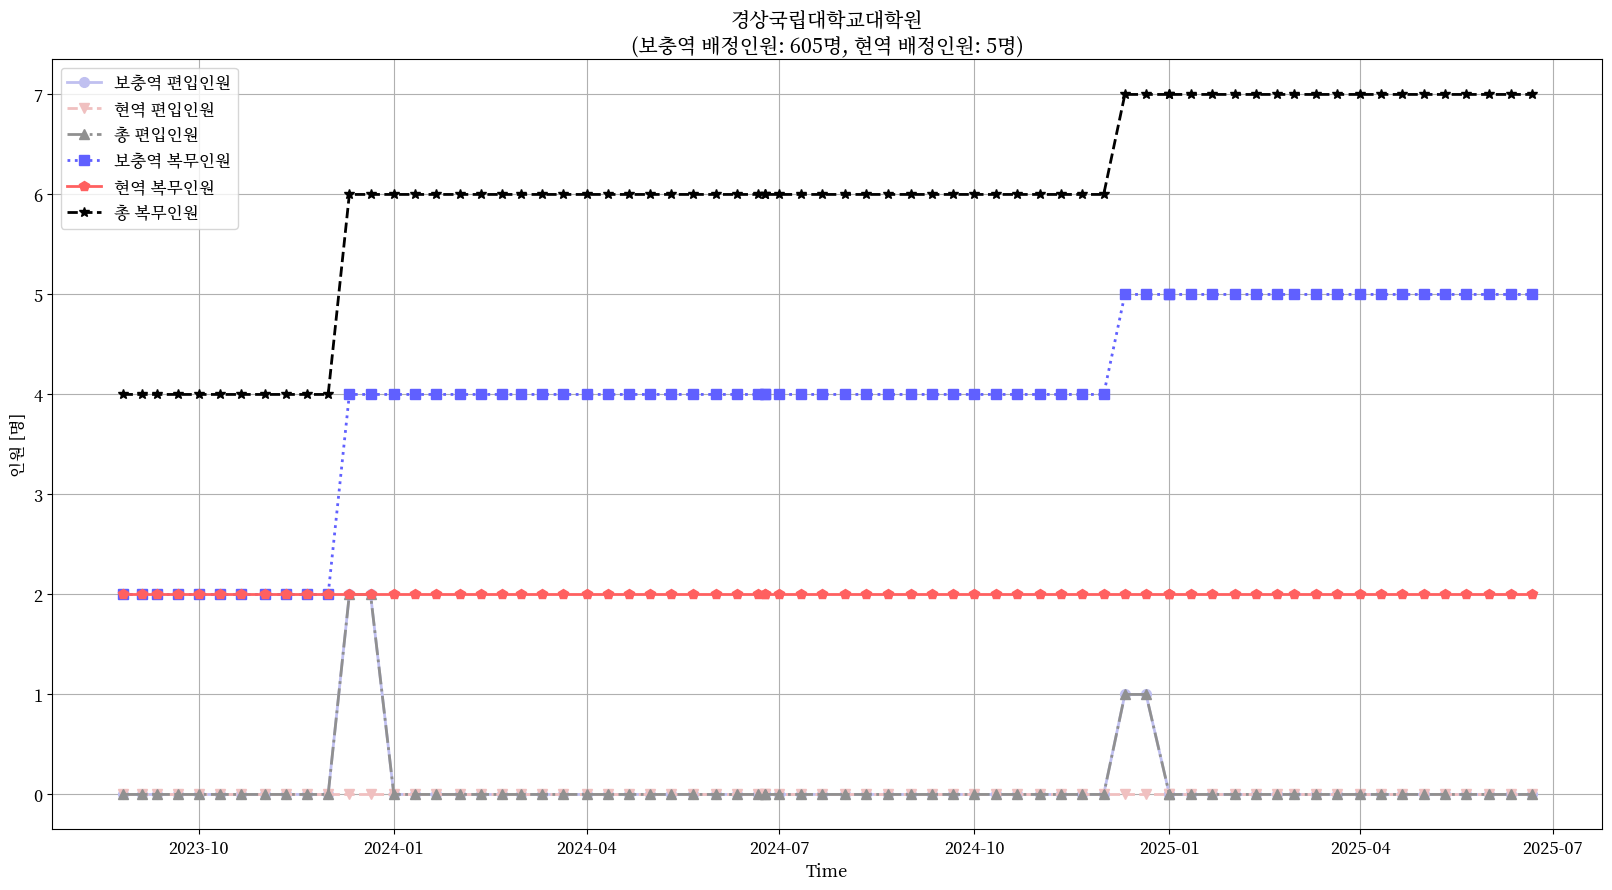 경상국립대학교대학원
(보충역 배정인원: 605명, 현역 배정인원: 5명)
보충역 편입인원
현역 편입인원
총 편입인원
보충역 복무인원
현역 복무인원
총 복무인원
7
6
5
4
3
2
1
0
인원 [명]
2023-10
2024-01
2024-04
2024-07
2024-10
2025-01
2025-04
2025-07
Time